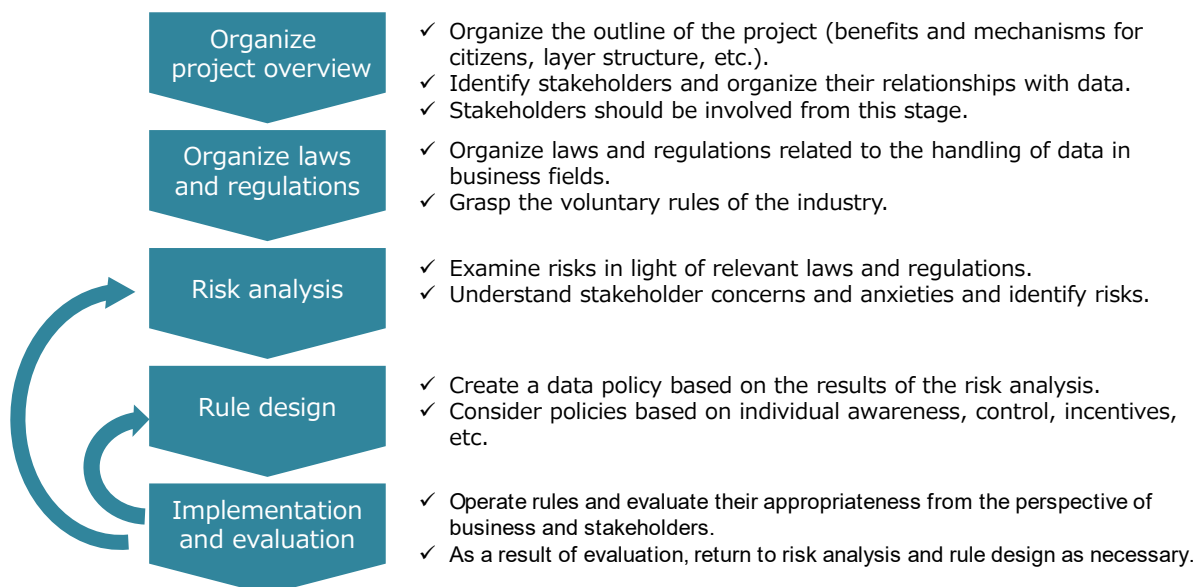 Organize
project overview
✓ Organize the outline of the project (benefits and mechanisms for
citizens, layer structure, etc.).
✓ Identify stakeholders and organize their relationships with data.
✓ Stakeholders should be involved from this stage.
Organize laws
and regulations
✓ Organize laws and regulations related to the handling of data in
business fields.
✓ Grasp the voluntary rules of the industry.
Risk analysis
✓ Examine risks in light of relevant laws and regulations.
✓ Understand stakeholder concerns and anxieties and identify risks.
Rule design
✓ Create a data policy based on the results of the risk analysis.
✓ Consider policies based on individual awareness, control, incentives,
etc.
Implementation
and evaluation
✓ Operate rules and evaluate their appropriateness from the perspective of
business and stakeholders.
✓ As a result of evaluation, return to risk analysis and rule design as necessary.